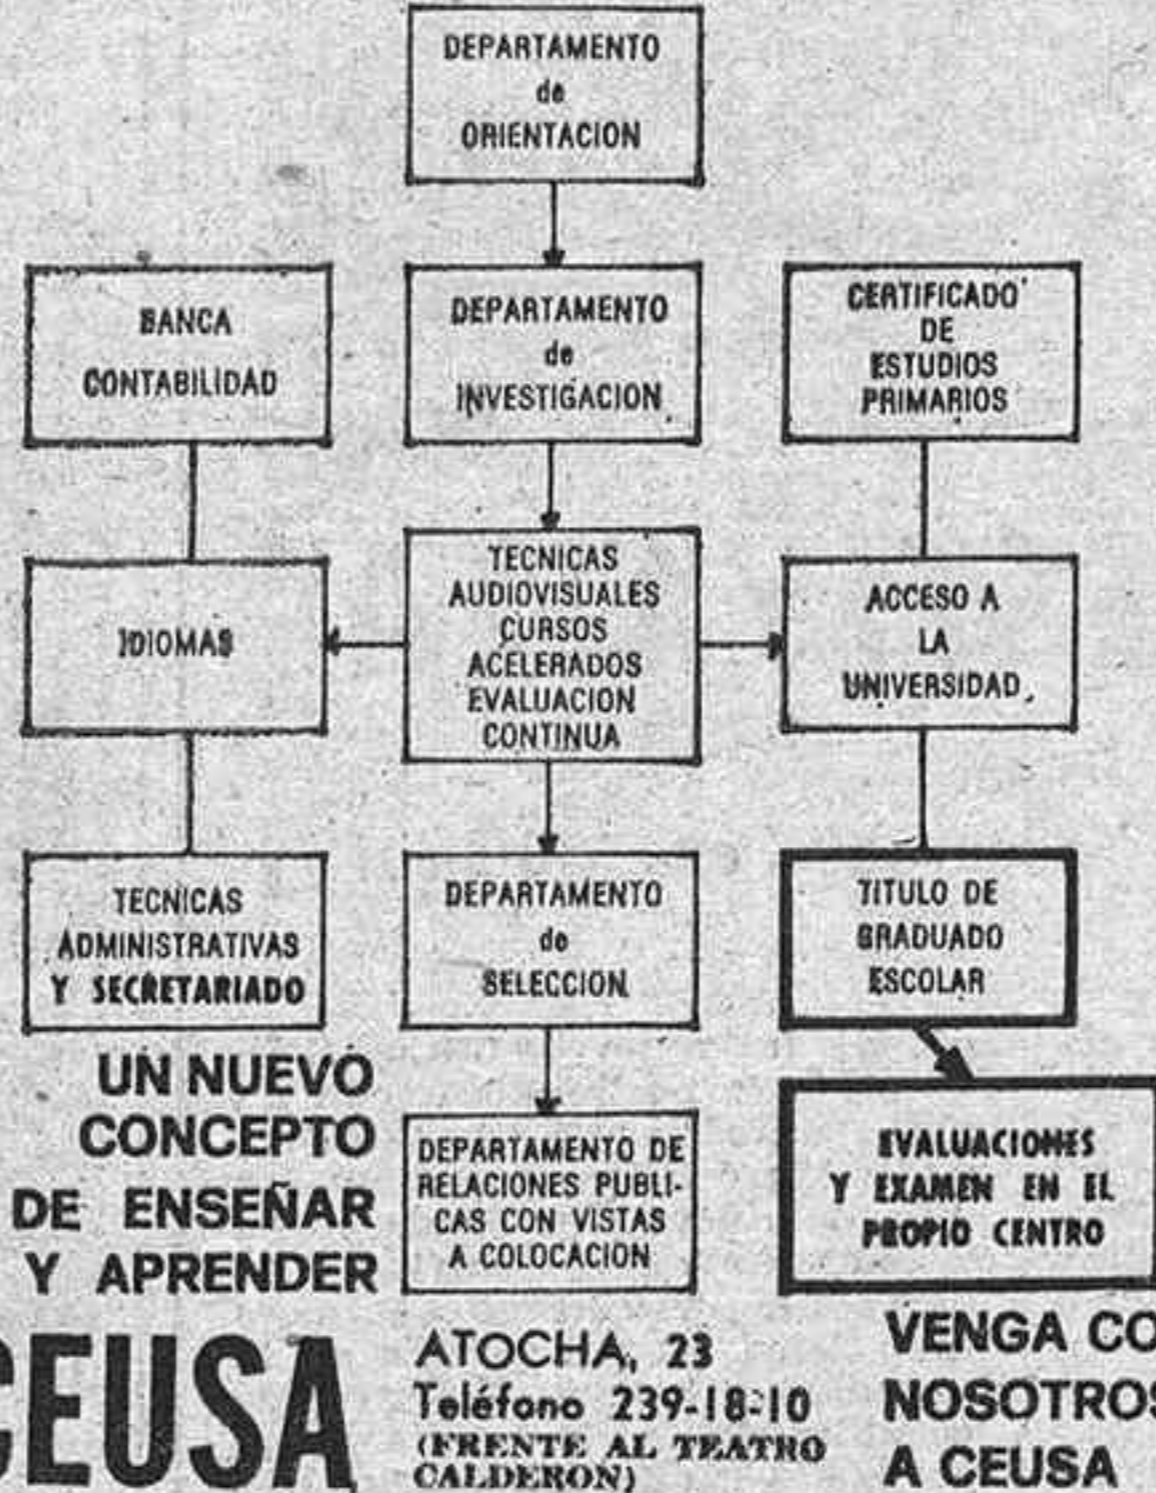 DEPARTAMENTO
de
ORIENTACION
BANCA
CONTABILIDAD
DEPARTAMENTO
de
INVESTIGACION
CERTIFICADO
DE
ESTUDIOS
PRIMARIOS
IDIOMAS
TECNICAS
AUDIOVISUALES
CURSOS
ACELERADOS
EVALUACION
CONTINUA
ACCESO A
LA
UNIVERSIDAD
TECNICAS
ADMINISTRATIVAS
Y SECRETARIADO
DEPARTAMENTO
de
SELECCION
TITULO DE
GRADUADO
ESCOLAR
UN NUEVO
CONCEPTO
DE ENSEÑAR
Y APRENDER
DEPARTAMENTO DE
RELACIONES PUBLI-
CAS CON VISTAS
A COLOCACION
EVALUACIONES
Y EXAMEN EN EL
PROPIO CENTRO
CEUSA
ATOCHA, 23
Teléfono 239-18-10
(FRENTE AL TEATRO
CALDERON)
VENGA CO
NOSOTROS
A CEUSA